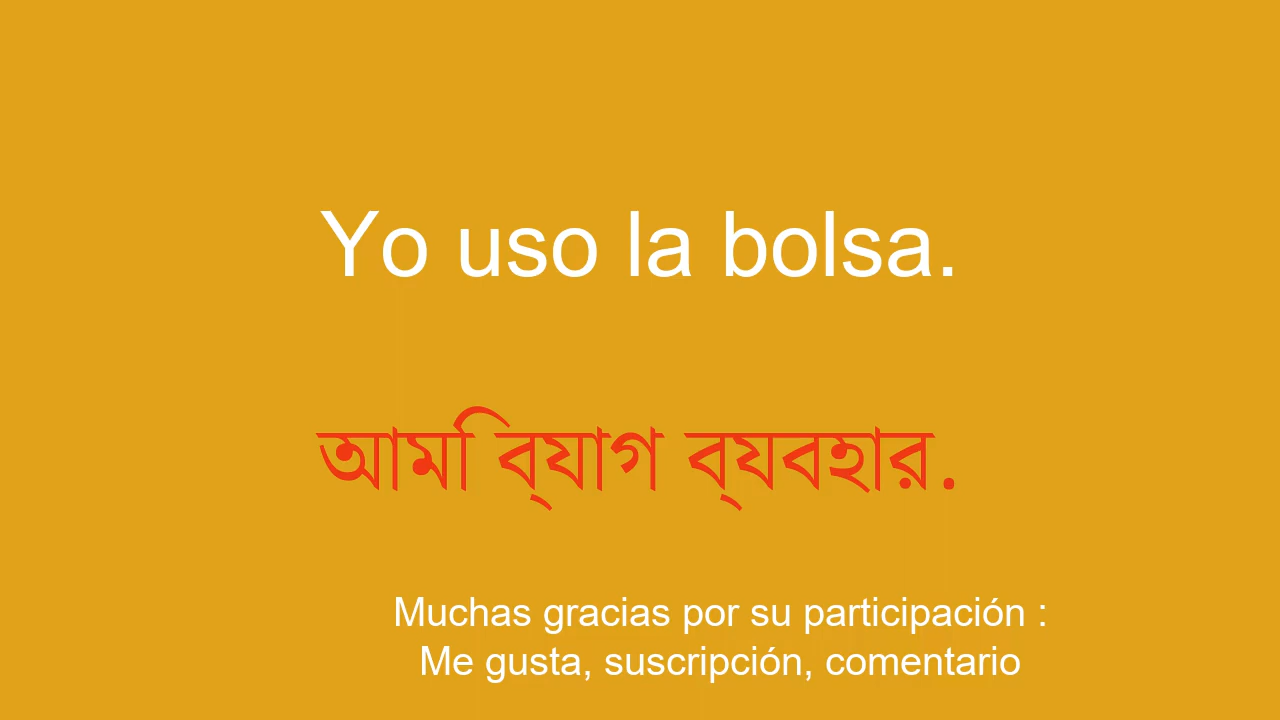 Yo uso la bolsa.
আমি ব্যাগ ব্যবহার.
Muchas gracias por su participación :
Me gusta, suscripción, comentario